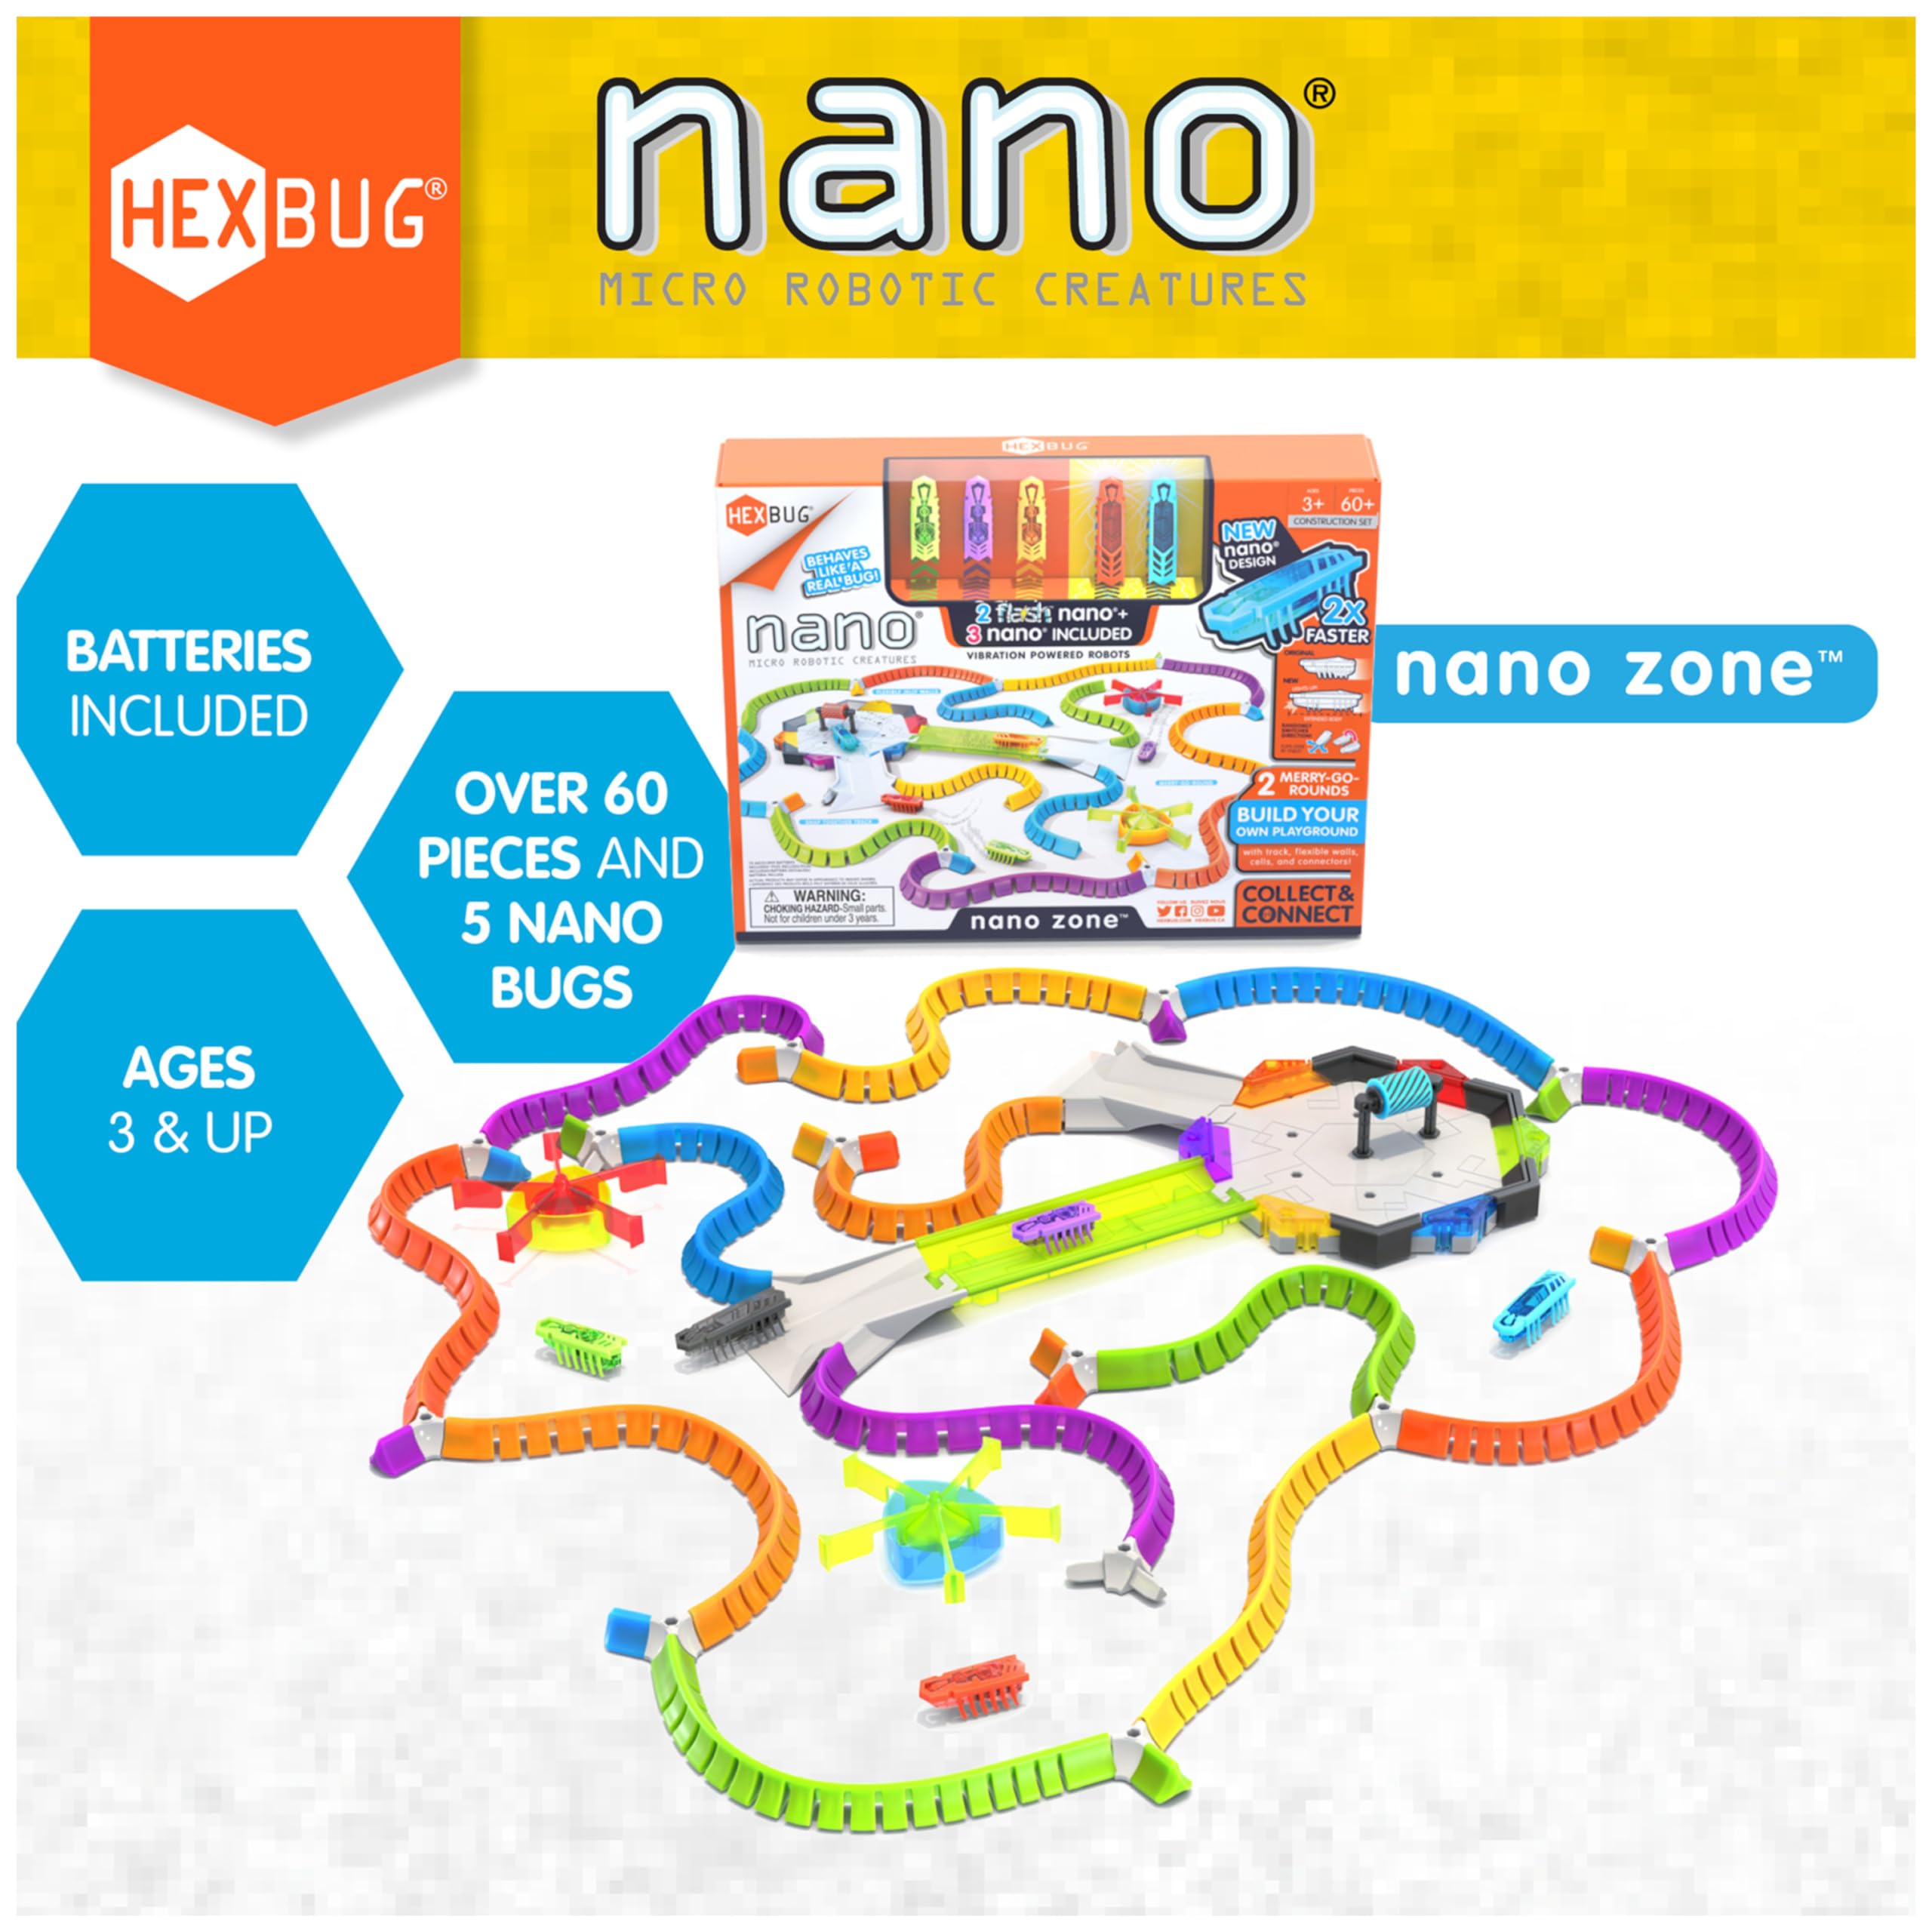 HEXBUG®
nano®
MICRO ROBOTIC CREATURES
BATTERIES
INCLUDED
OVER 60
PIECES AND
5 NANO
BUGS
AGES
3 & UP
nano zone™
HEXBUG
HEXBUG®
BEHAVES
LIKE A
REAL BUG!
nano®
MICRO ROBOTIC CREATURES
2 flash nano®+
3 nano® INCLUDED
VIBRATION POWERED ROBOTS
AGES
3+
PIECES
60+
CONSTRUCTION SET
NEW
nano®
DESIGN
2X
FASTER
ORIGINAL
NEW
2 MERRY-GO-
ROUNDS
BUILD YOUR
OWN PLAYGROUND
with track, flexible walls,
cells, and connectors!
COLLECT &
CONNECT
WARNING:
CHOKING HAZARD-Small parts.
Not for children under 3 years.
nano zone™